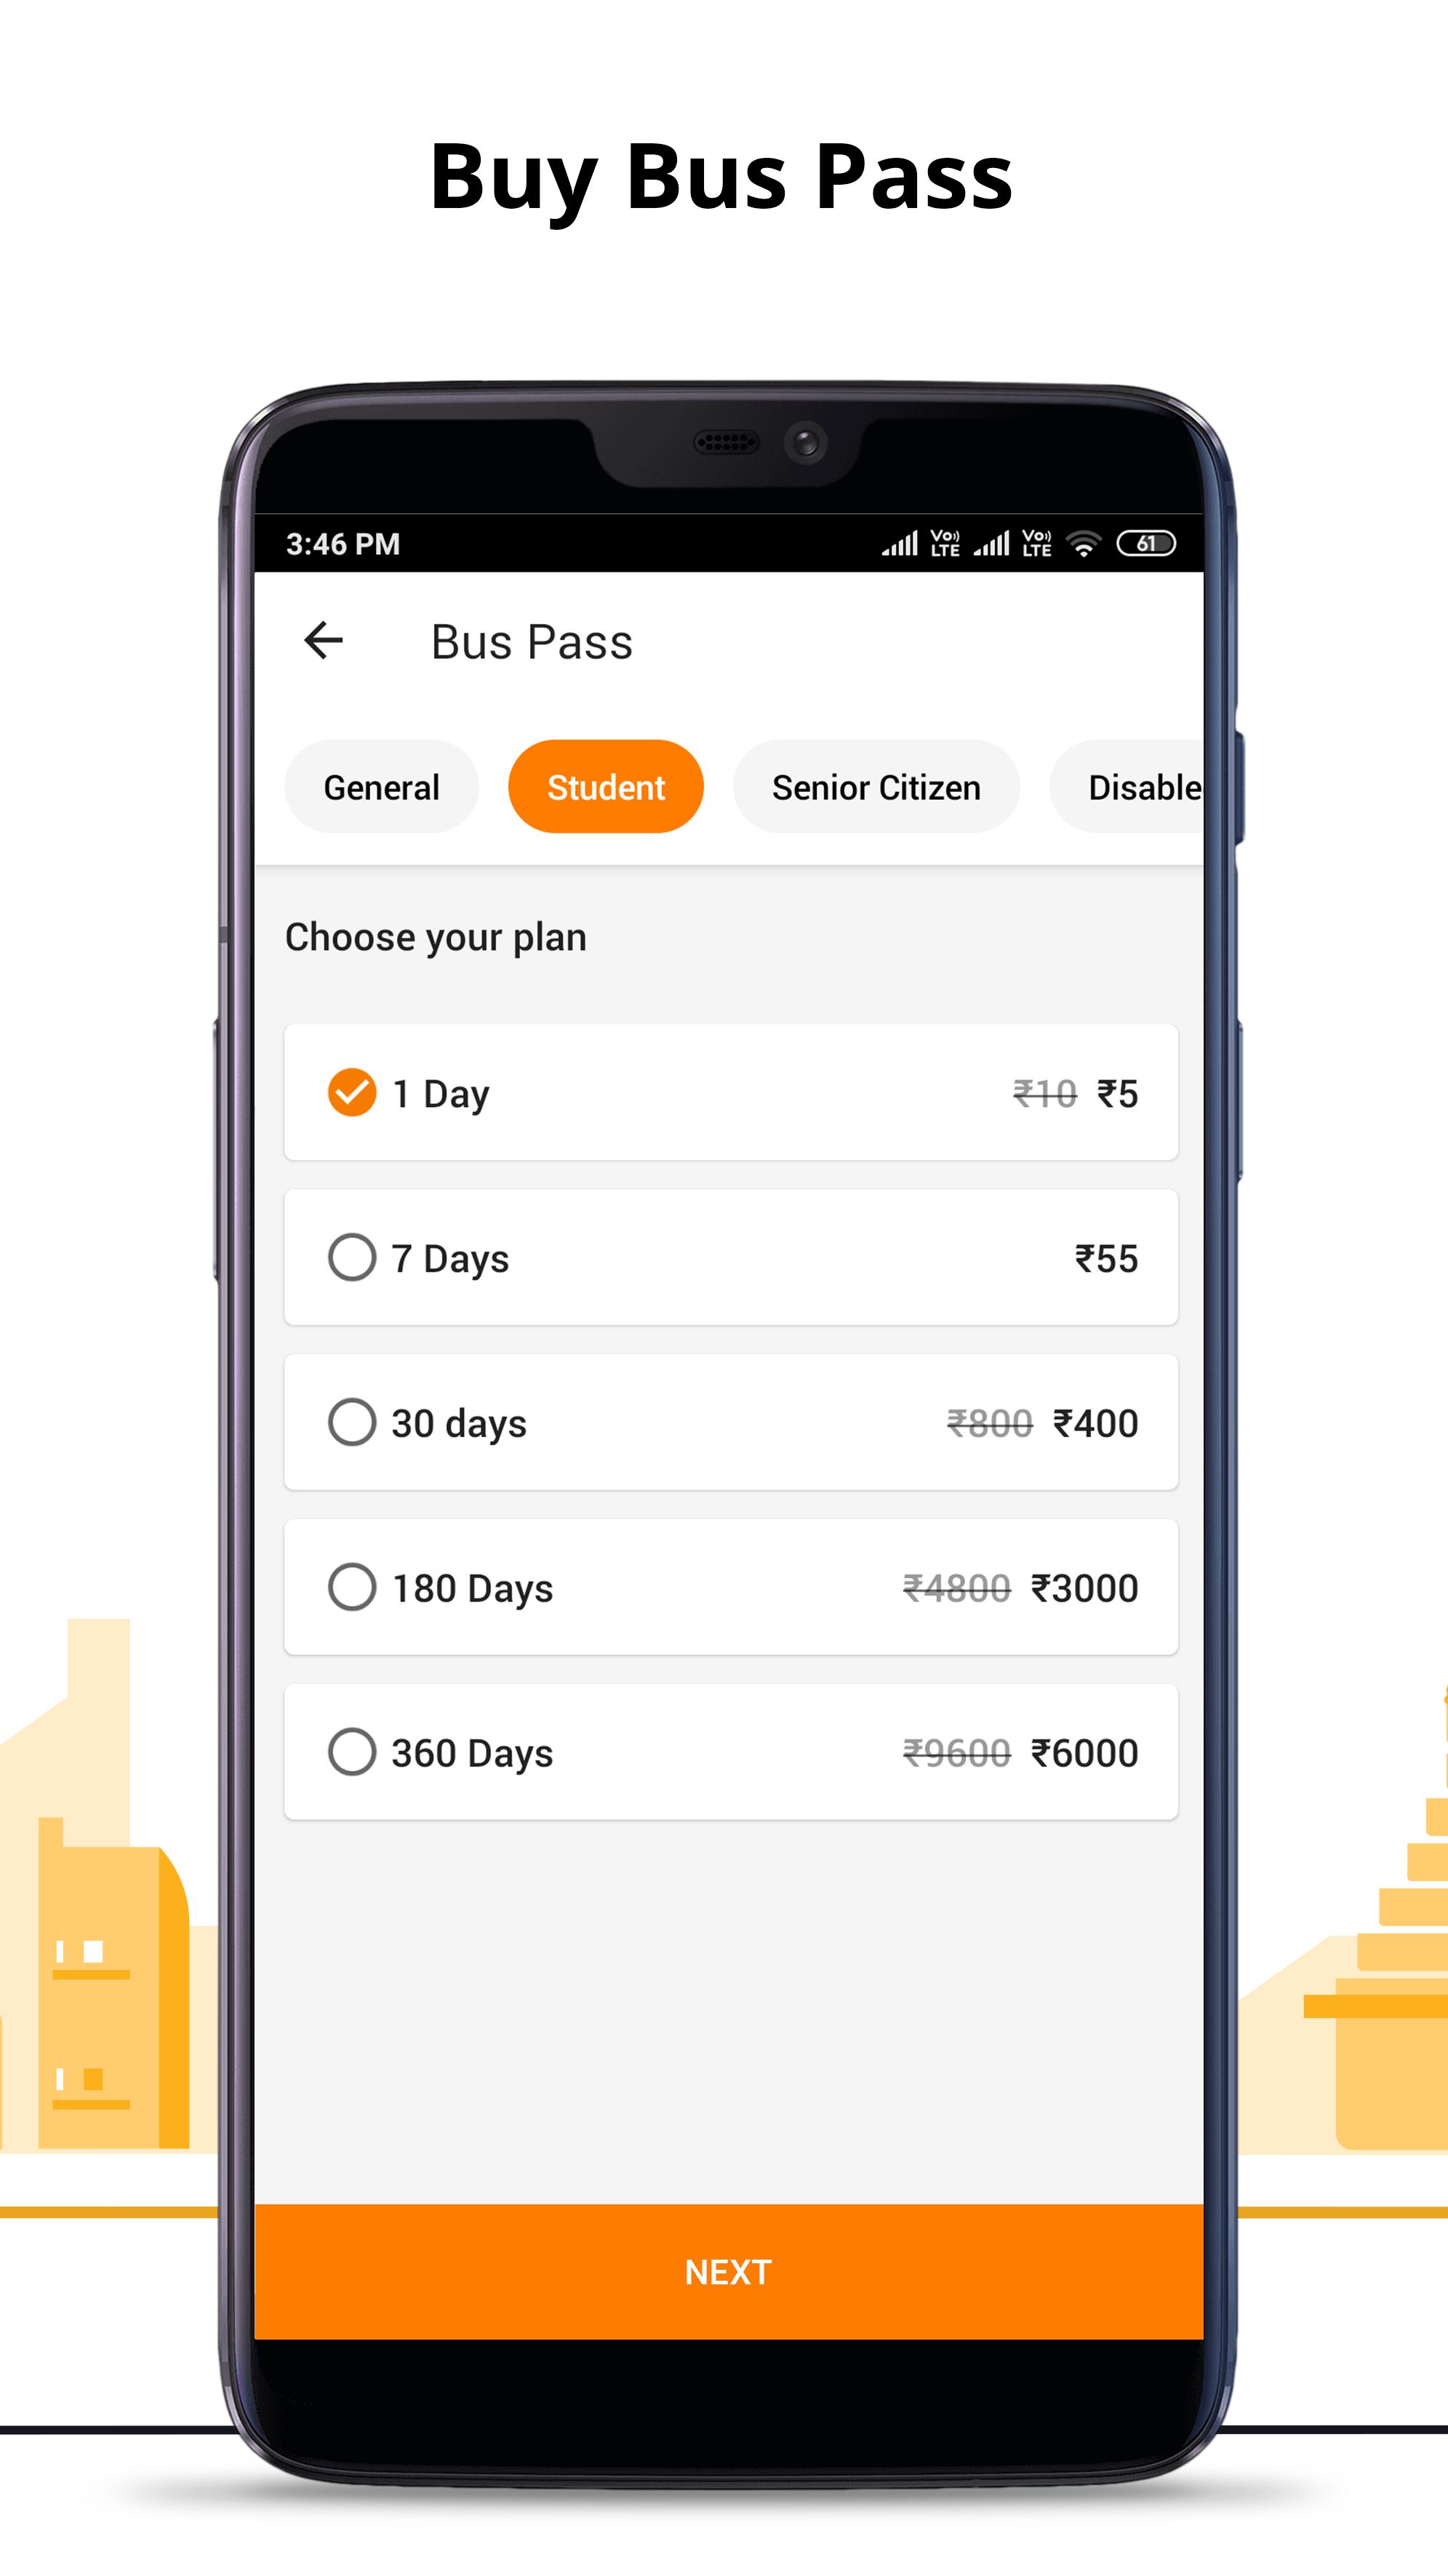 Buy Bus Pass
3:46 PM Vo)) LTE Vo)) LTE 61
Bus Pass
General Student Senior Citizen Disable
Choose your plan
1 Day ₹10 ₹5
7 Days ₹55
30 days ₹800 ₹400
180 Days ₹4800 ₹3000
360 Days ₹9600 ₹6000
NEXT